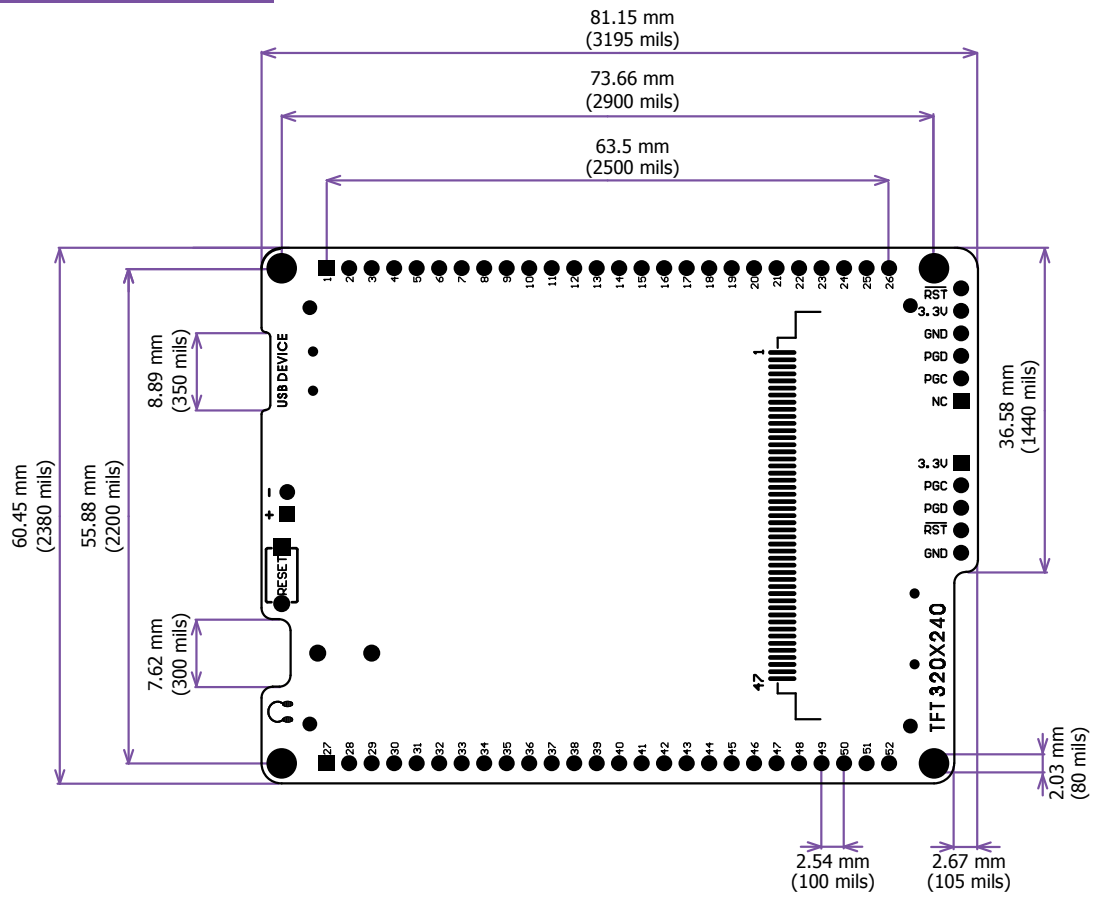 81.15 mm
(3195 mils)
73.66 mm
(2900 mils)
63.5 mm
(2500 mils)
1 2 3 4 5 6 7 8 9 10 11 12 13 14 15 16 17 18 19 20 21 22 23 24 25 26
RST
3.3V
GND
PGD
PGC
NC
3.3V
PGC
PGD
RST
GND
36.58 mm
(1440 mils)
60.45 mm
(2380 mils)
55.88 mm
(2200 mils)
8.89 mm
(350 mils)
USB DEVICE
1
- 
+
RESET
7.62 mm
(300 mils)
47
TFT 320X240
27 28 29 30 31 32 33 34 35 36 37 38 39 40 41 42 43 44 45 46 47 48 49 50 51 52
2.03 mm
(80 mils)
2.54 mm
(100 mils)
2.67 mm
(105 mils)